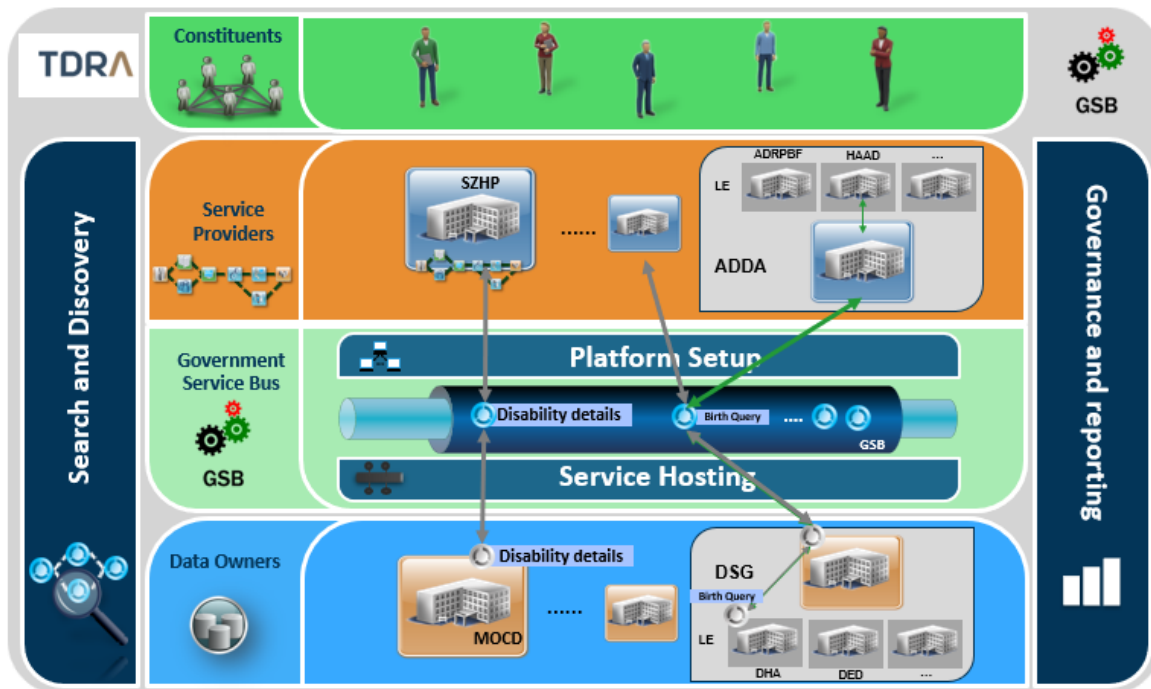 TDRA
Constituents
GSB
Search and Discovery
Service
Providers
SZHP
......
ADRPBF
HAAD
...
LE
ADDA
Governance and reporting
Government
Service Bus
GSB
Platform Setup
Disability details
Birth Query
....
GSB
Service Hosting
Data Owners
Disability details
MOCD
......
DSG
Birth Query
LE
DHA
DED
...